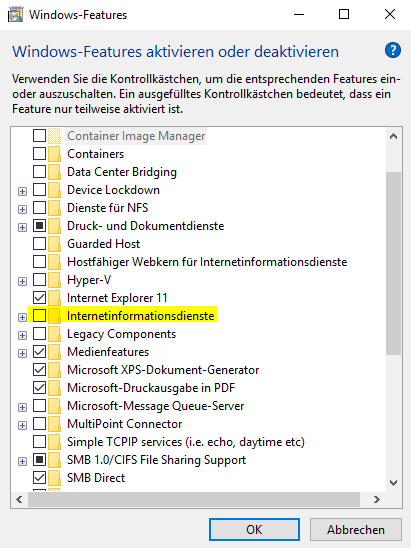 Windows-Features
Windows-Features aktivieren oder deaktivieren
?
Verwenden Sie die Kontrollkästchen, um die entsprechenden Features ein-
oder auszuschalten. Ein ausgefülltes Kontrollkästchen bedeutet, dass ein
Feature nur teilweise aktiviert ist.
Container Image Manager
Containers
Data Center Bridging
Device Lockdown
Dienste für NFS
Druck- und Dokumentdienste
Guarded Host
Hostfähiger Webkern für Internetinformationsdienste
Hyper-V
Internet Explorer 11
Internetinformationsdienste
Legacy Components
Medienfeatures
Microsoft XPS-Dokument-Generator
Microsoft-Druckausgabe in PDF
Microsoft-Message Queue-Server
MultiPoint Connector
Simple TCPIP services (i.e. echo, daytime etc)
SMB 1.0/CIFS File Sharing Support
SMB Direct
OK
Abbrechen